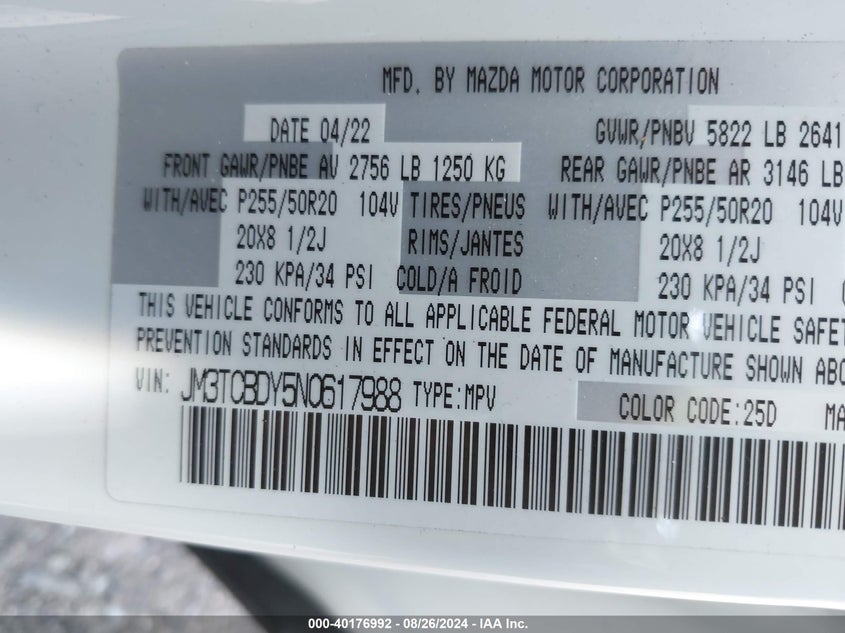 MFD. BY MAZDA MOTOR CORPORATION
DATE 04/22 GVWR/PNBV 5822 LB 2641
FRONT GAWR/PNBE AV 2756 LB 1250 KG REAR GAWR/PNBE AR 3146 LB
WITH/AVEC P255/50R20 104V TIRES/PNEUS WITH/AVEC P255/50R20 104V
20X8 1/2J RIMS/JANTES 20X8 1/2J
230 KPA/34 PSI COLD/A FROID 230 KPA/34 PSI
THIS VEHICLE CONFORMS TO ALL APPLICABLE FEDERAL MOTOR VEHICLE SAFET
PREVENTION STANDARDS IN EFFECT ON THE DATE OF MANUFACTURE SHOWN ABO
VIN: JM3TCBDY5N0617988 TYPE:MPV COLOR CODE:25D MA
000-40176992 - 08/26/2024 - IAA Inc.